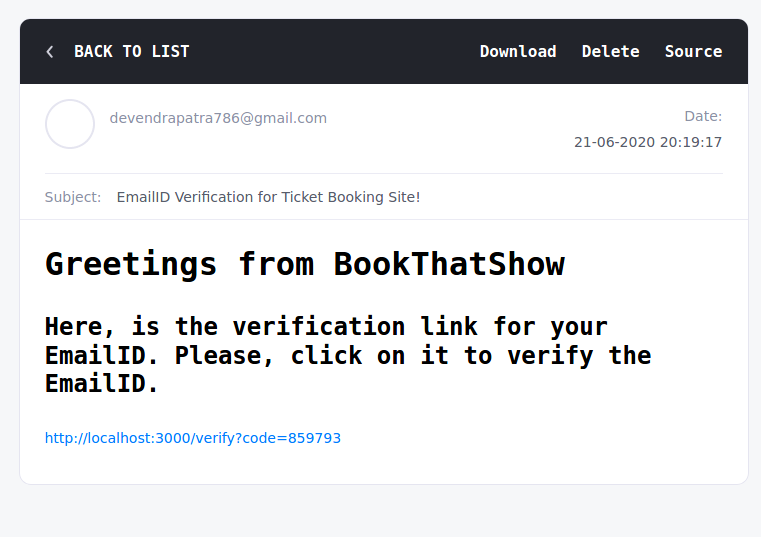 BACK TO LIST Download Delete Source
devendrapatra786@gmail.com
Date:
21-06-2020 20:19:17
Subject: EmailID Verification for Ticket Booking Site!
Greetings from BookThatShow
Here, is the verification link for your
EmailID. Please, click on it to verify the
EmailID.
http://localhost:3000/verify?code=859793